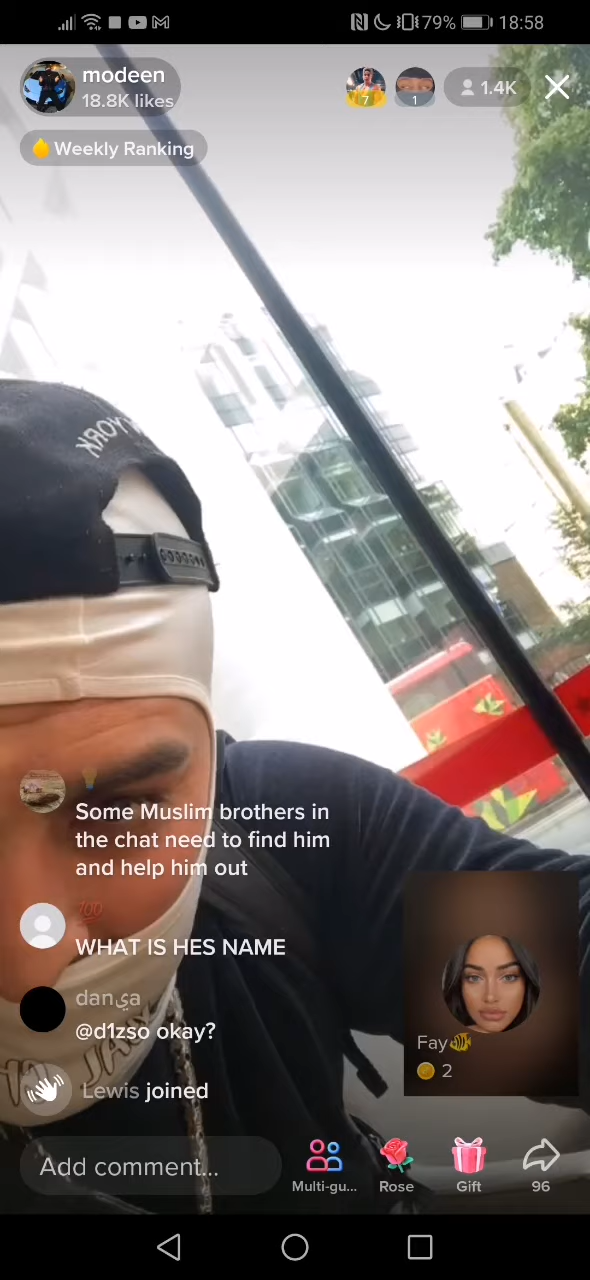 79% 18:58
modeen
18.8K likes
7
1
1.4K
Weekly Ranking
YORK
Some Muslim brothers in
the chat need to find him
and help him out
💯
WHAT IS HES NAME
danيsa
@d1zso okay?
Lewis joined
Fay🐠
2
Add comment...
Multi-gu...
Rose
Gift
96